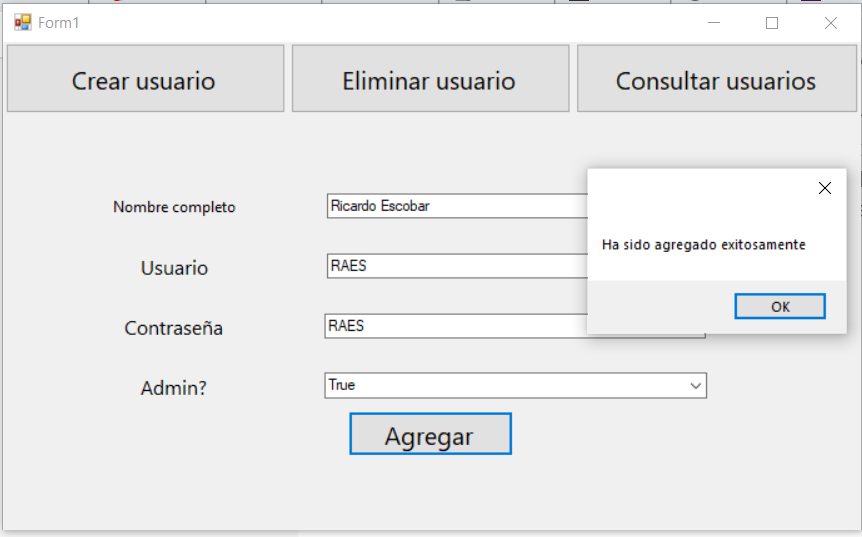 Form1
Crear usuario
Eliminar usuario
Consultar usuarios
Nombre completo
Ricardo Escobar
Ha sido agregado exitosamente
OK
Usuario
RAES
Contraseña
RAES
Admin?
True
Agregar